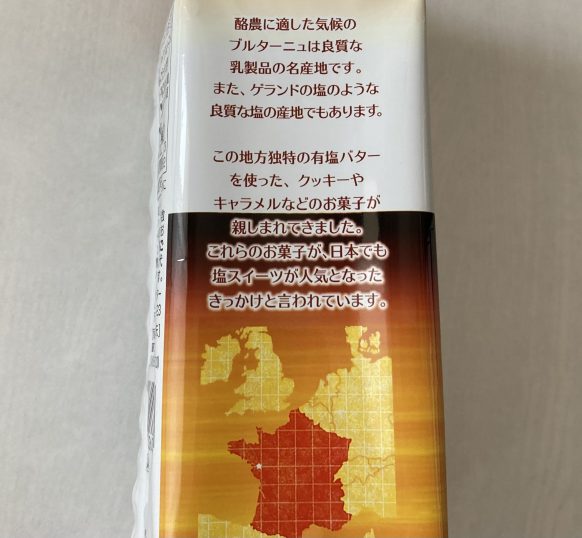 酪農に適した気候の
ブルターニュは良質な
乳製品の名産地です。
また、ゲランドの塩のような
良質な塩の産地でもあります。
この地方独特の有塩バター
を使った、クッキーや
キャラメルなどのお菓子が
親しまれてきました。
これらのお菓子が、日本でも
塩スイーツが人気となった
きっかけと言われています。